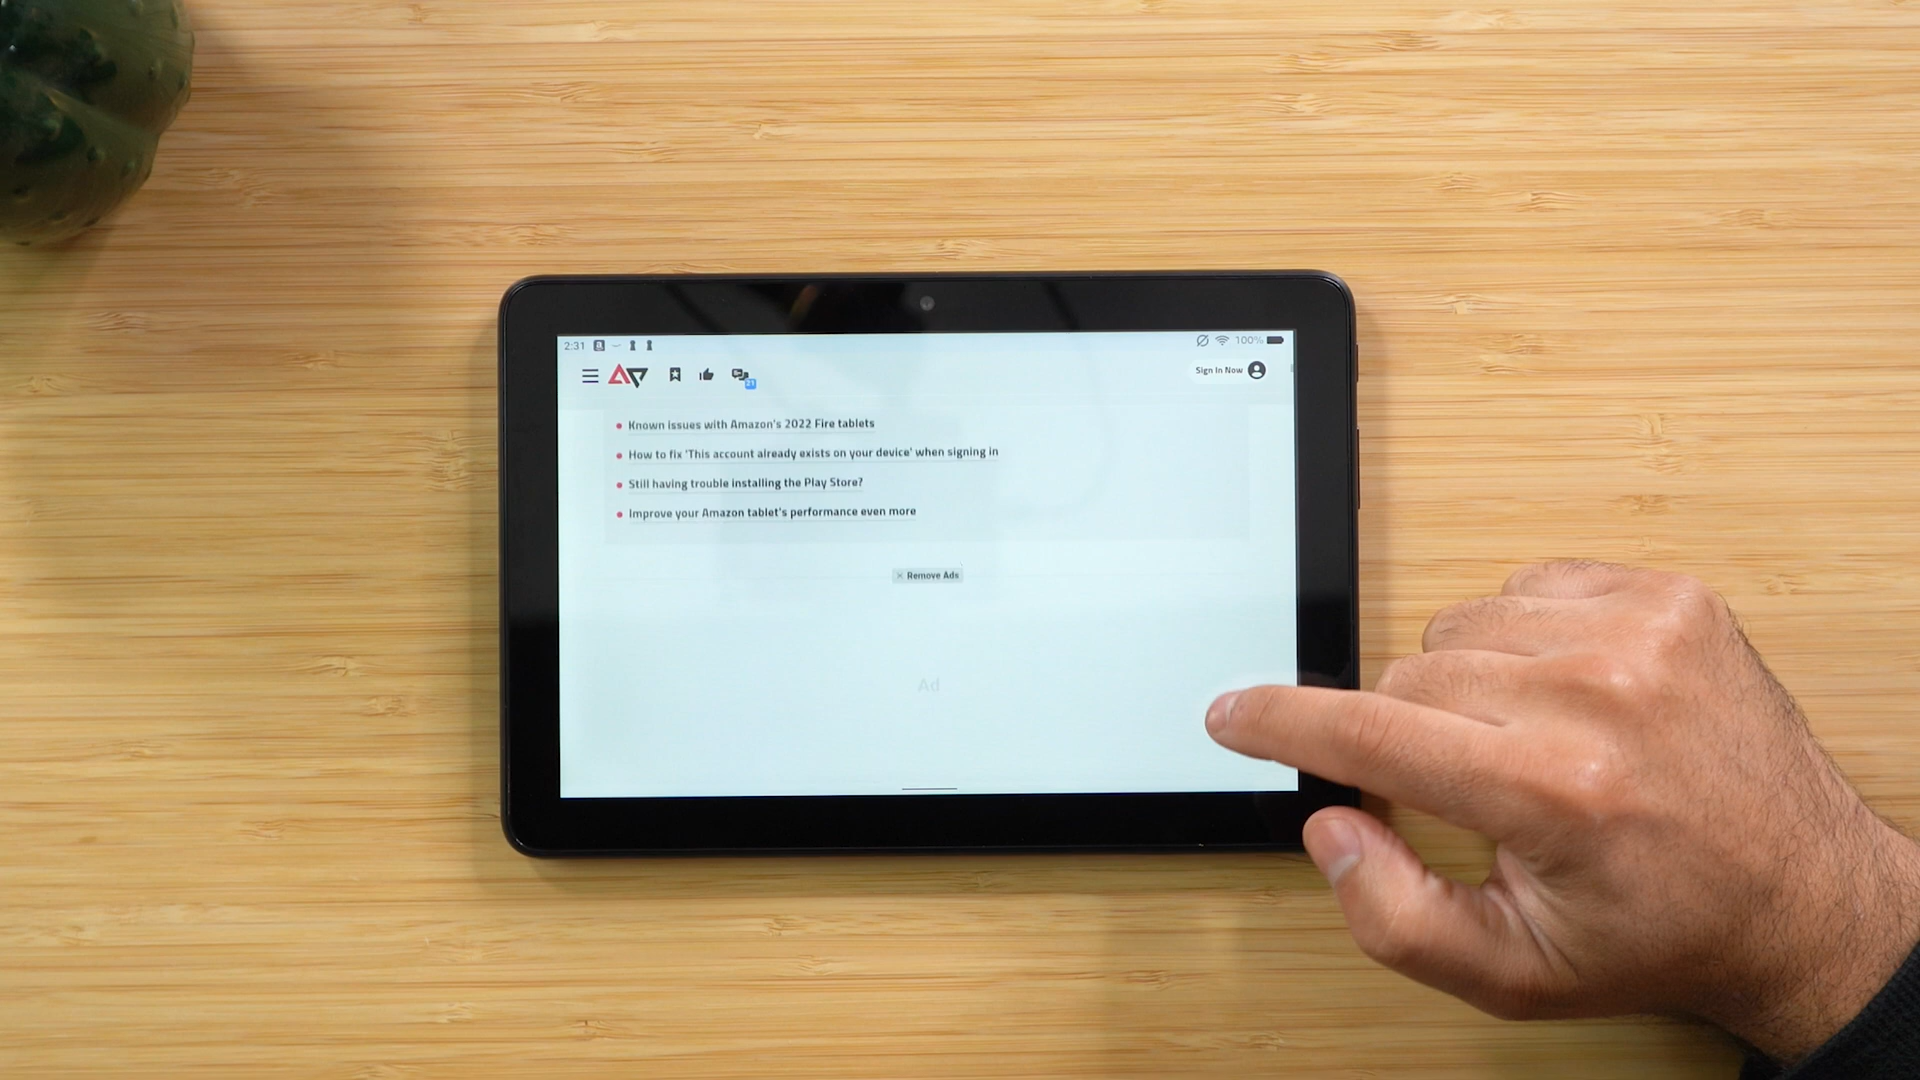 2:31 100%
21 Sign In Now
Known issues with Amazon's 2022 Fire tablets
How to fix 'This account already exists on your device' when signing in
Still having trouble installing the Play Store?
Improve your Amazon tablet's performance even more
× Remove Ads
Ad